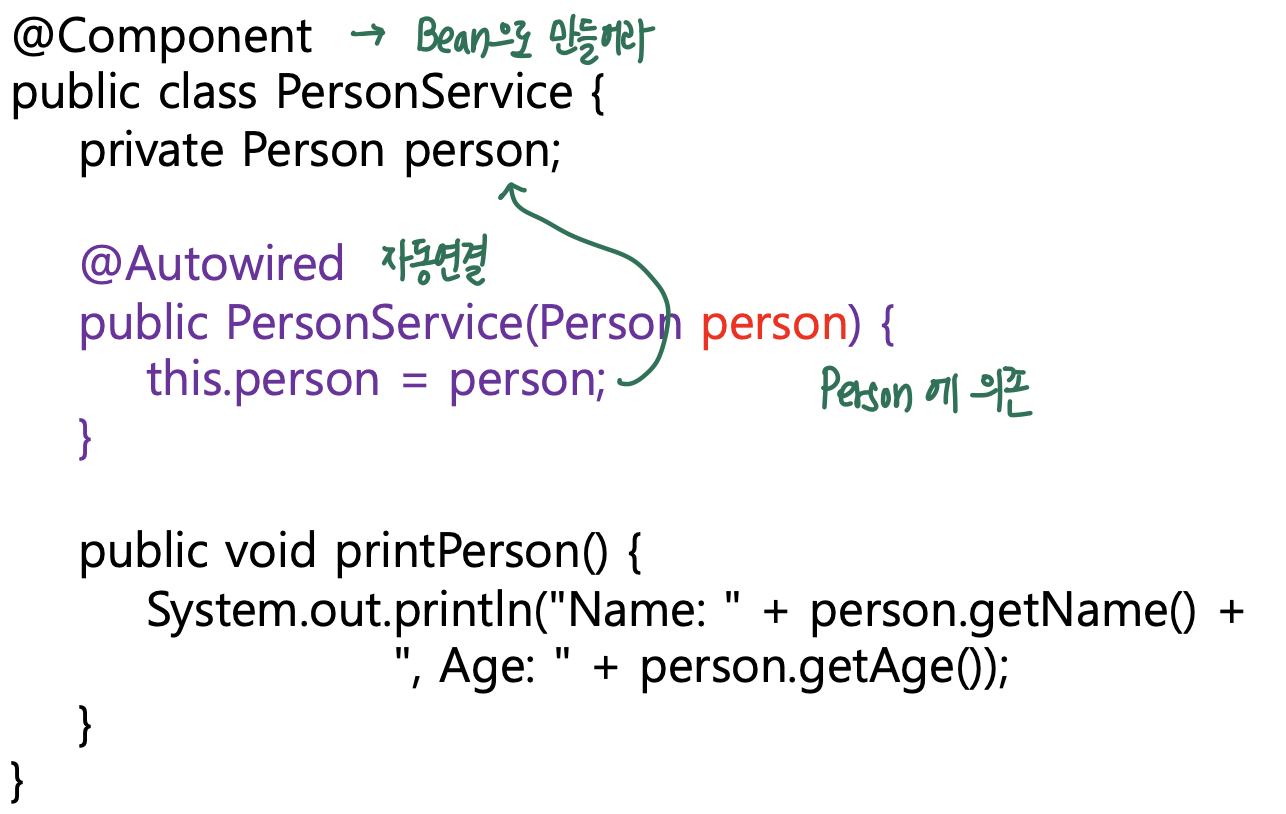 @Component → Bean으로 만들어라
public class PersonService {
private Person person;
@Autowired 자동연결
public PersonService(Person person) {
this.person = person;
Person에 의존
}
public void printPerson() {
System.out.println("Name: " + person.getName() +
", Age: " + person.getAge());
}
}